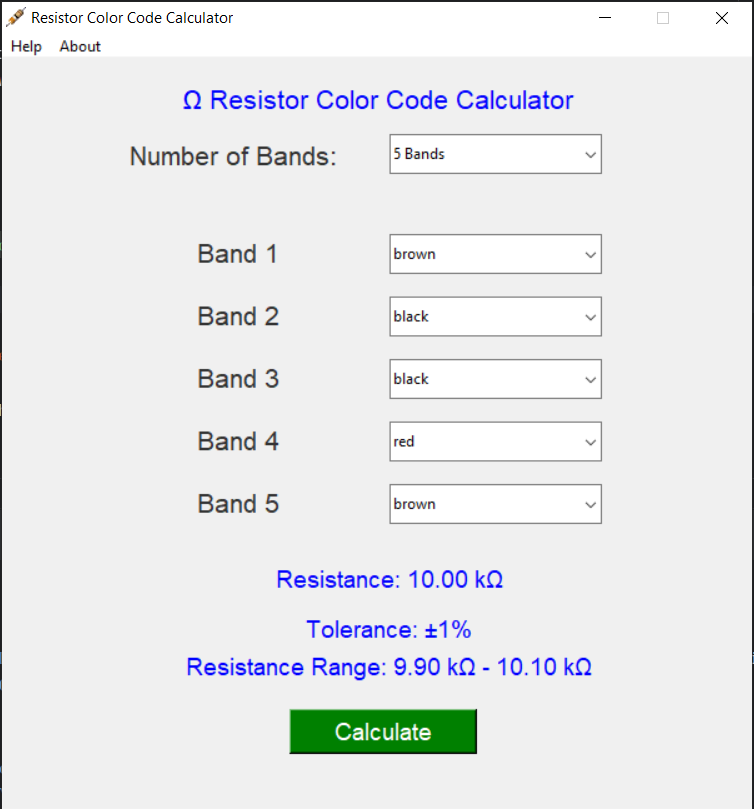 Resistor Color Code Calculator
Help About
Ω Resistor Color Code Calculator
Number of Bands: 5 Bands
Band 1 brown
Band 2 black
Band 3 black
Band 4 red
Band 5 brown
Resistance: 10.00 kΩ
Tolerance: ±1%
Resistance Range: 9.90 kΩ - 10.10 kΩ
Calculate